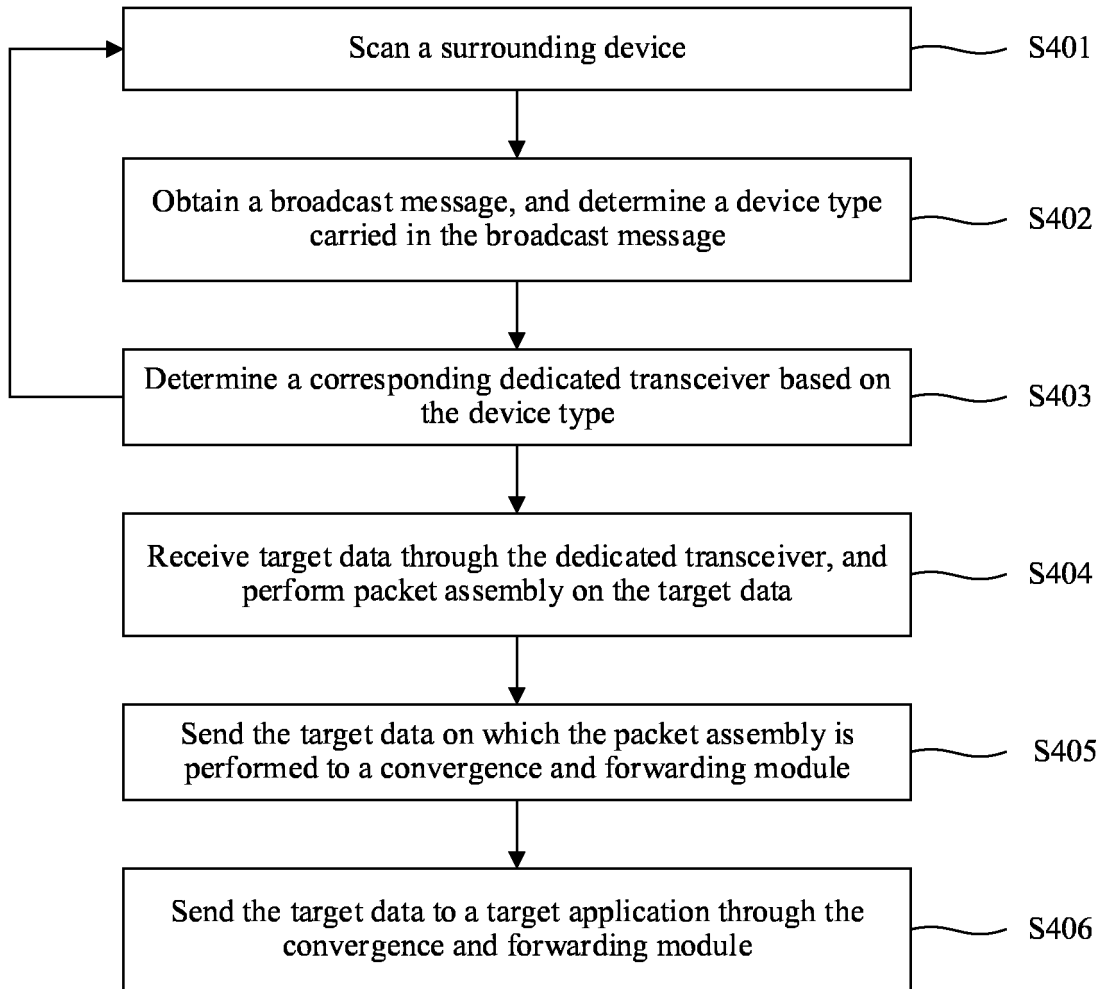 Scan a surrounding device
S401
Obtain a broadcast message, and determine a device type
carried in the broadcast message
S402
Determine a corresponding dedicated transceiver based on
the device type
S403
Receive target data through the dedicated transceiver, and
perform packet assembly on the target data
S404
Send the target data on which the packet assembly is
performed to a convergence and forwarding module
S405
Send the target data to a target application through the
convergence and forwarding module
S406